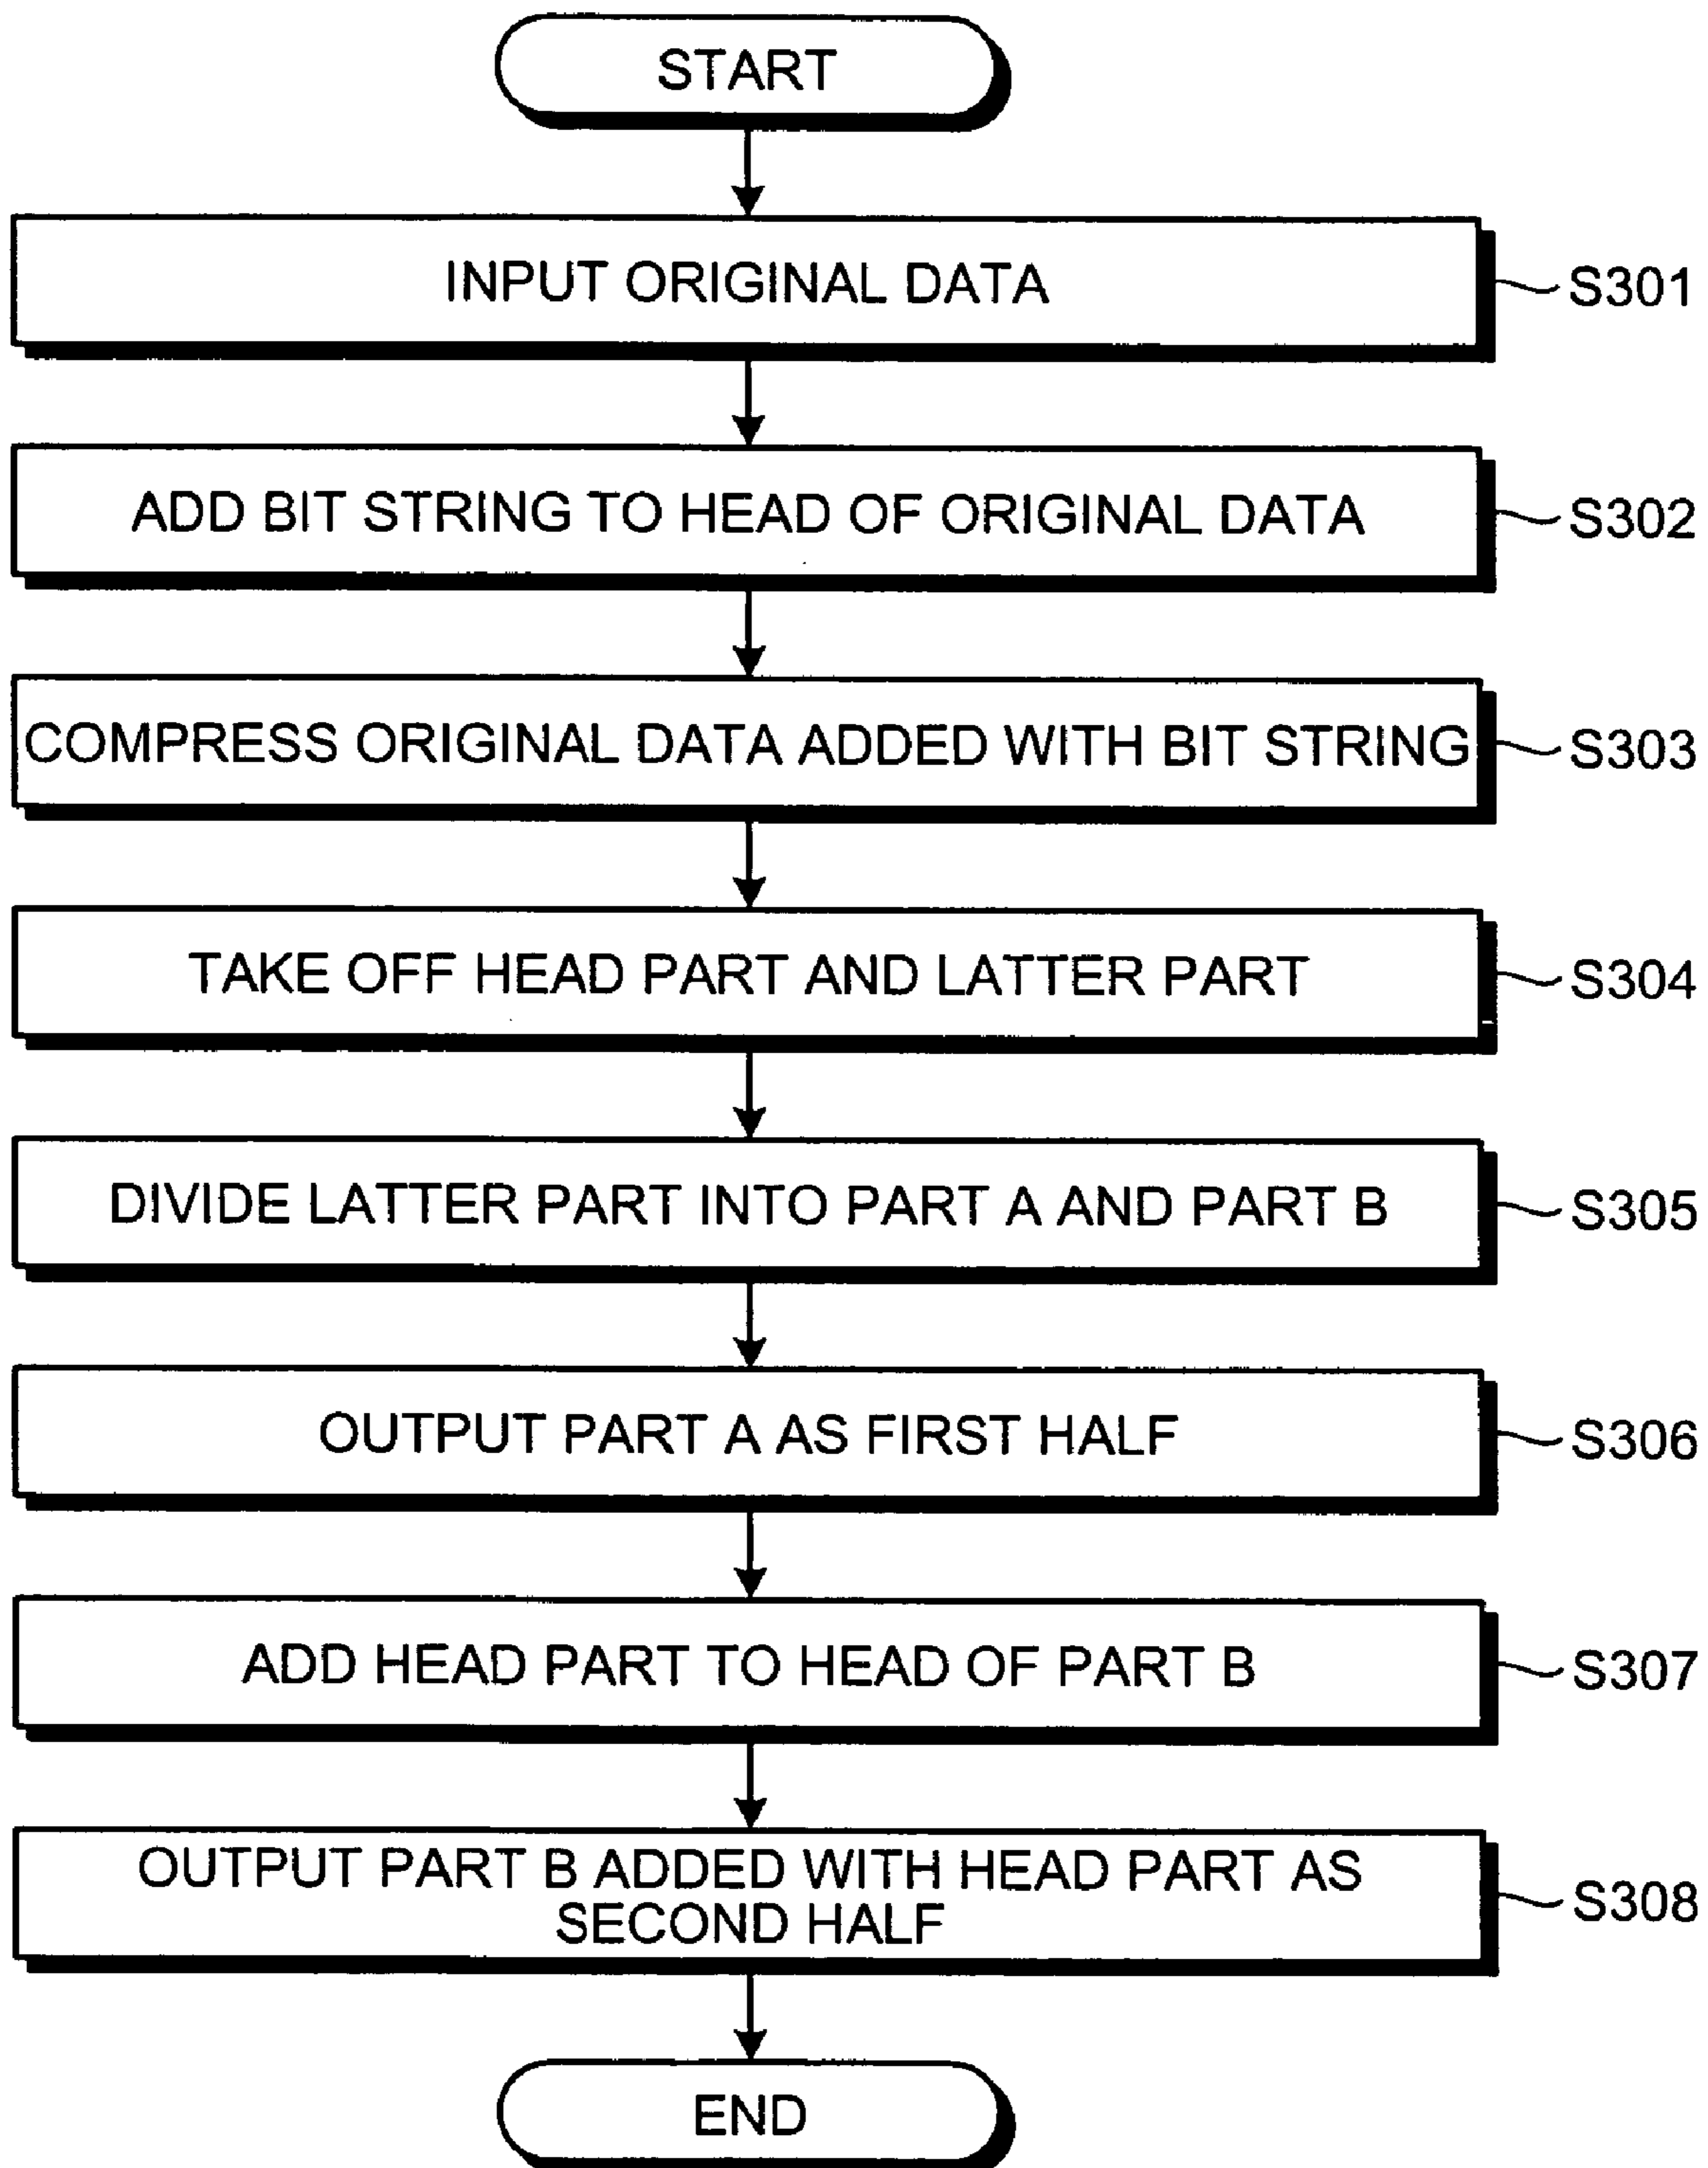 START
INPUT ORIGINAL DATA
S301
ADD BIT STRING TO HEAD OF ORIGINAL DATA
S302
COMPRESS ORIGINAL DATA ADDED WITH BIT STRING
S303
TAKE OFF HEAD PART AND LATTER PART
S304
DIVIDE LATTER PART INTO PART A AND PART B
S305
OUTPUT PART A AS FIRST HALF
S306
ADD HEAD PART TO HEAD OF PART B
S307
OUTPUT PART B ADDED WITH HEAD PART AS
SECOND HALF
S308
END